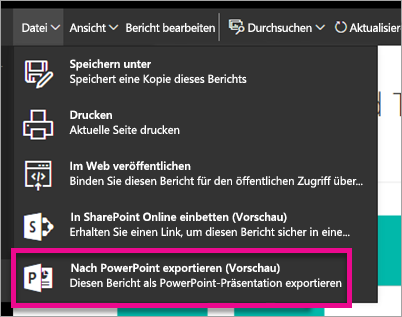 Datei Ansicht Bericht bearbeiten Durchsuchen Aktualisie
Speichern unter
Speichert eine Kopie dieses Berichts
Drucken
Aktuelle Seite drucken
Im Web veröffentlichen
Binden Sie diesen Bericht für den öffentlichen Zugriff über...
In SharePoint Online einbetten (Vorschau)
Erhalten Sie einen Link, um diesen Bericht sicher in eine...
Nach PowerPoint exportieren (Vorschau)
Diesen Bericht als PowerPoint-Präsentation exportieren